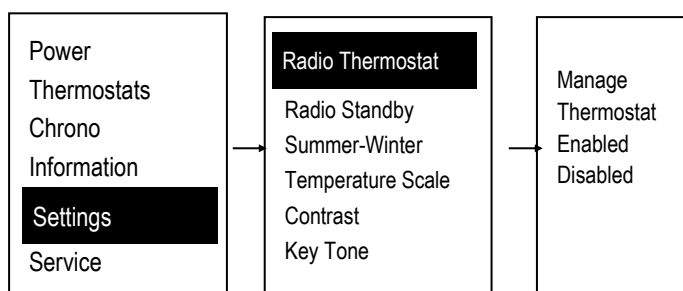 Power
Thermostats
Chrono
Information
Settings
Service
Radio Thermostat
Radio Standby
Summer-Winter
Temperature Scale
Contrast
Key Tone
Manage
Thermostat
Enabled
Disabled